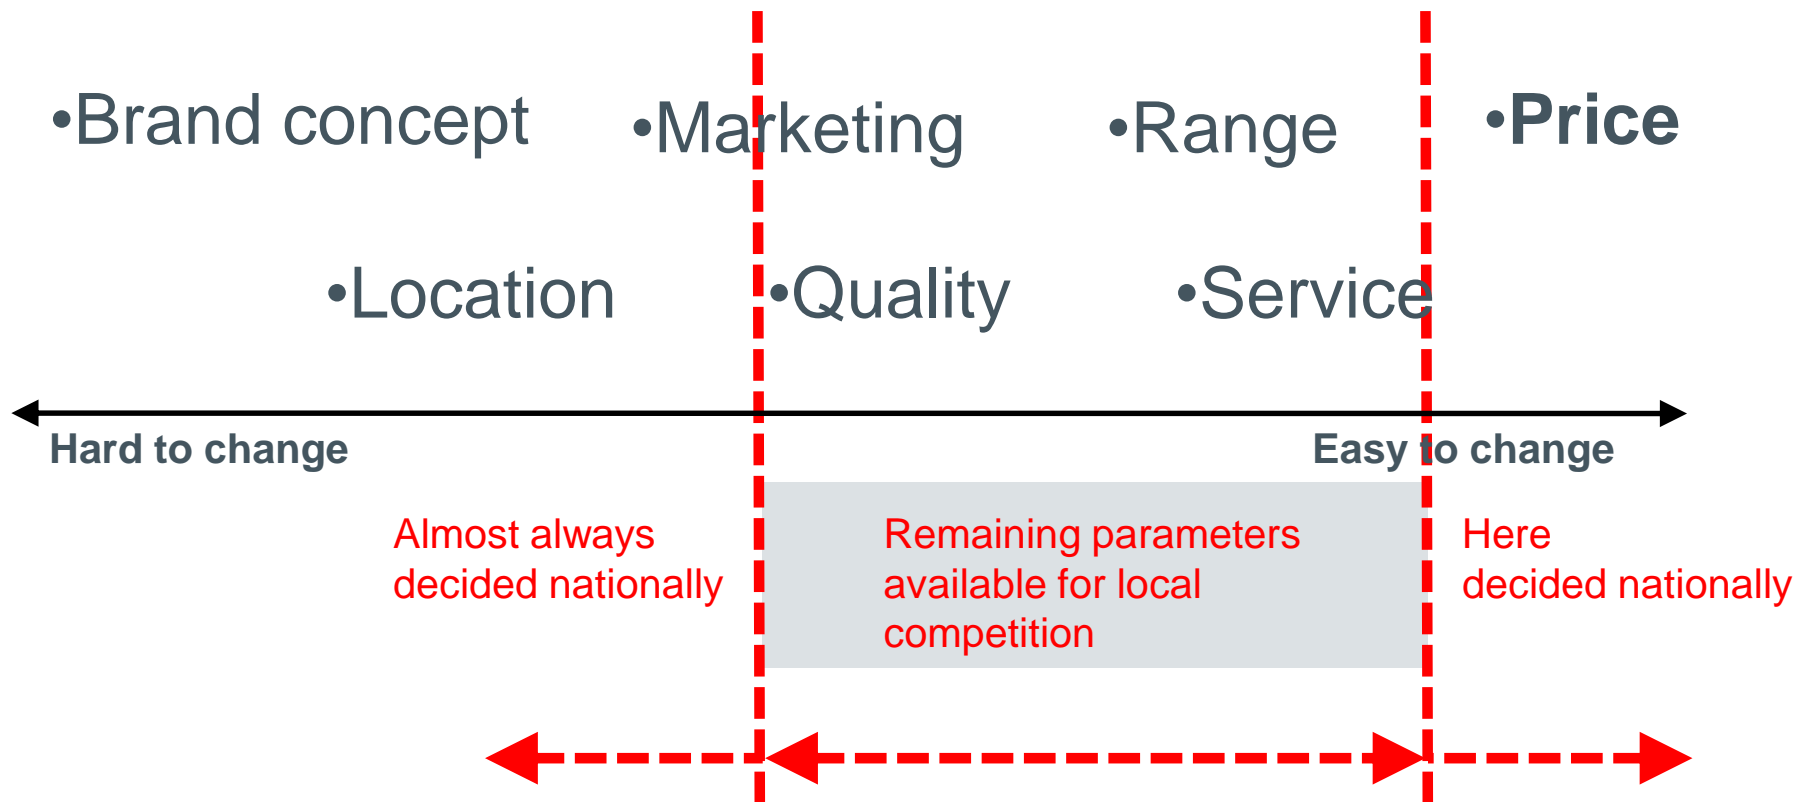 •Brand concept
•Marketing
•Range
•Price
•Location
•Quality
•Service
Hard to change
Easy to change
Almost always
decided nationally
Remaining parameters
available for local
competition
Here
decided nationally